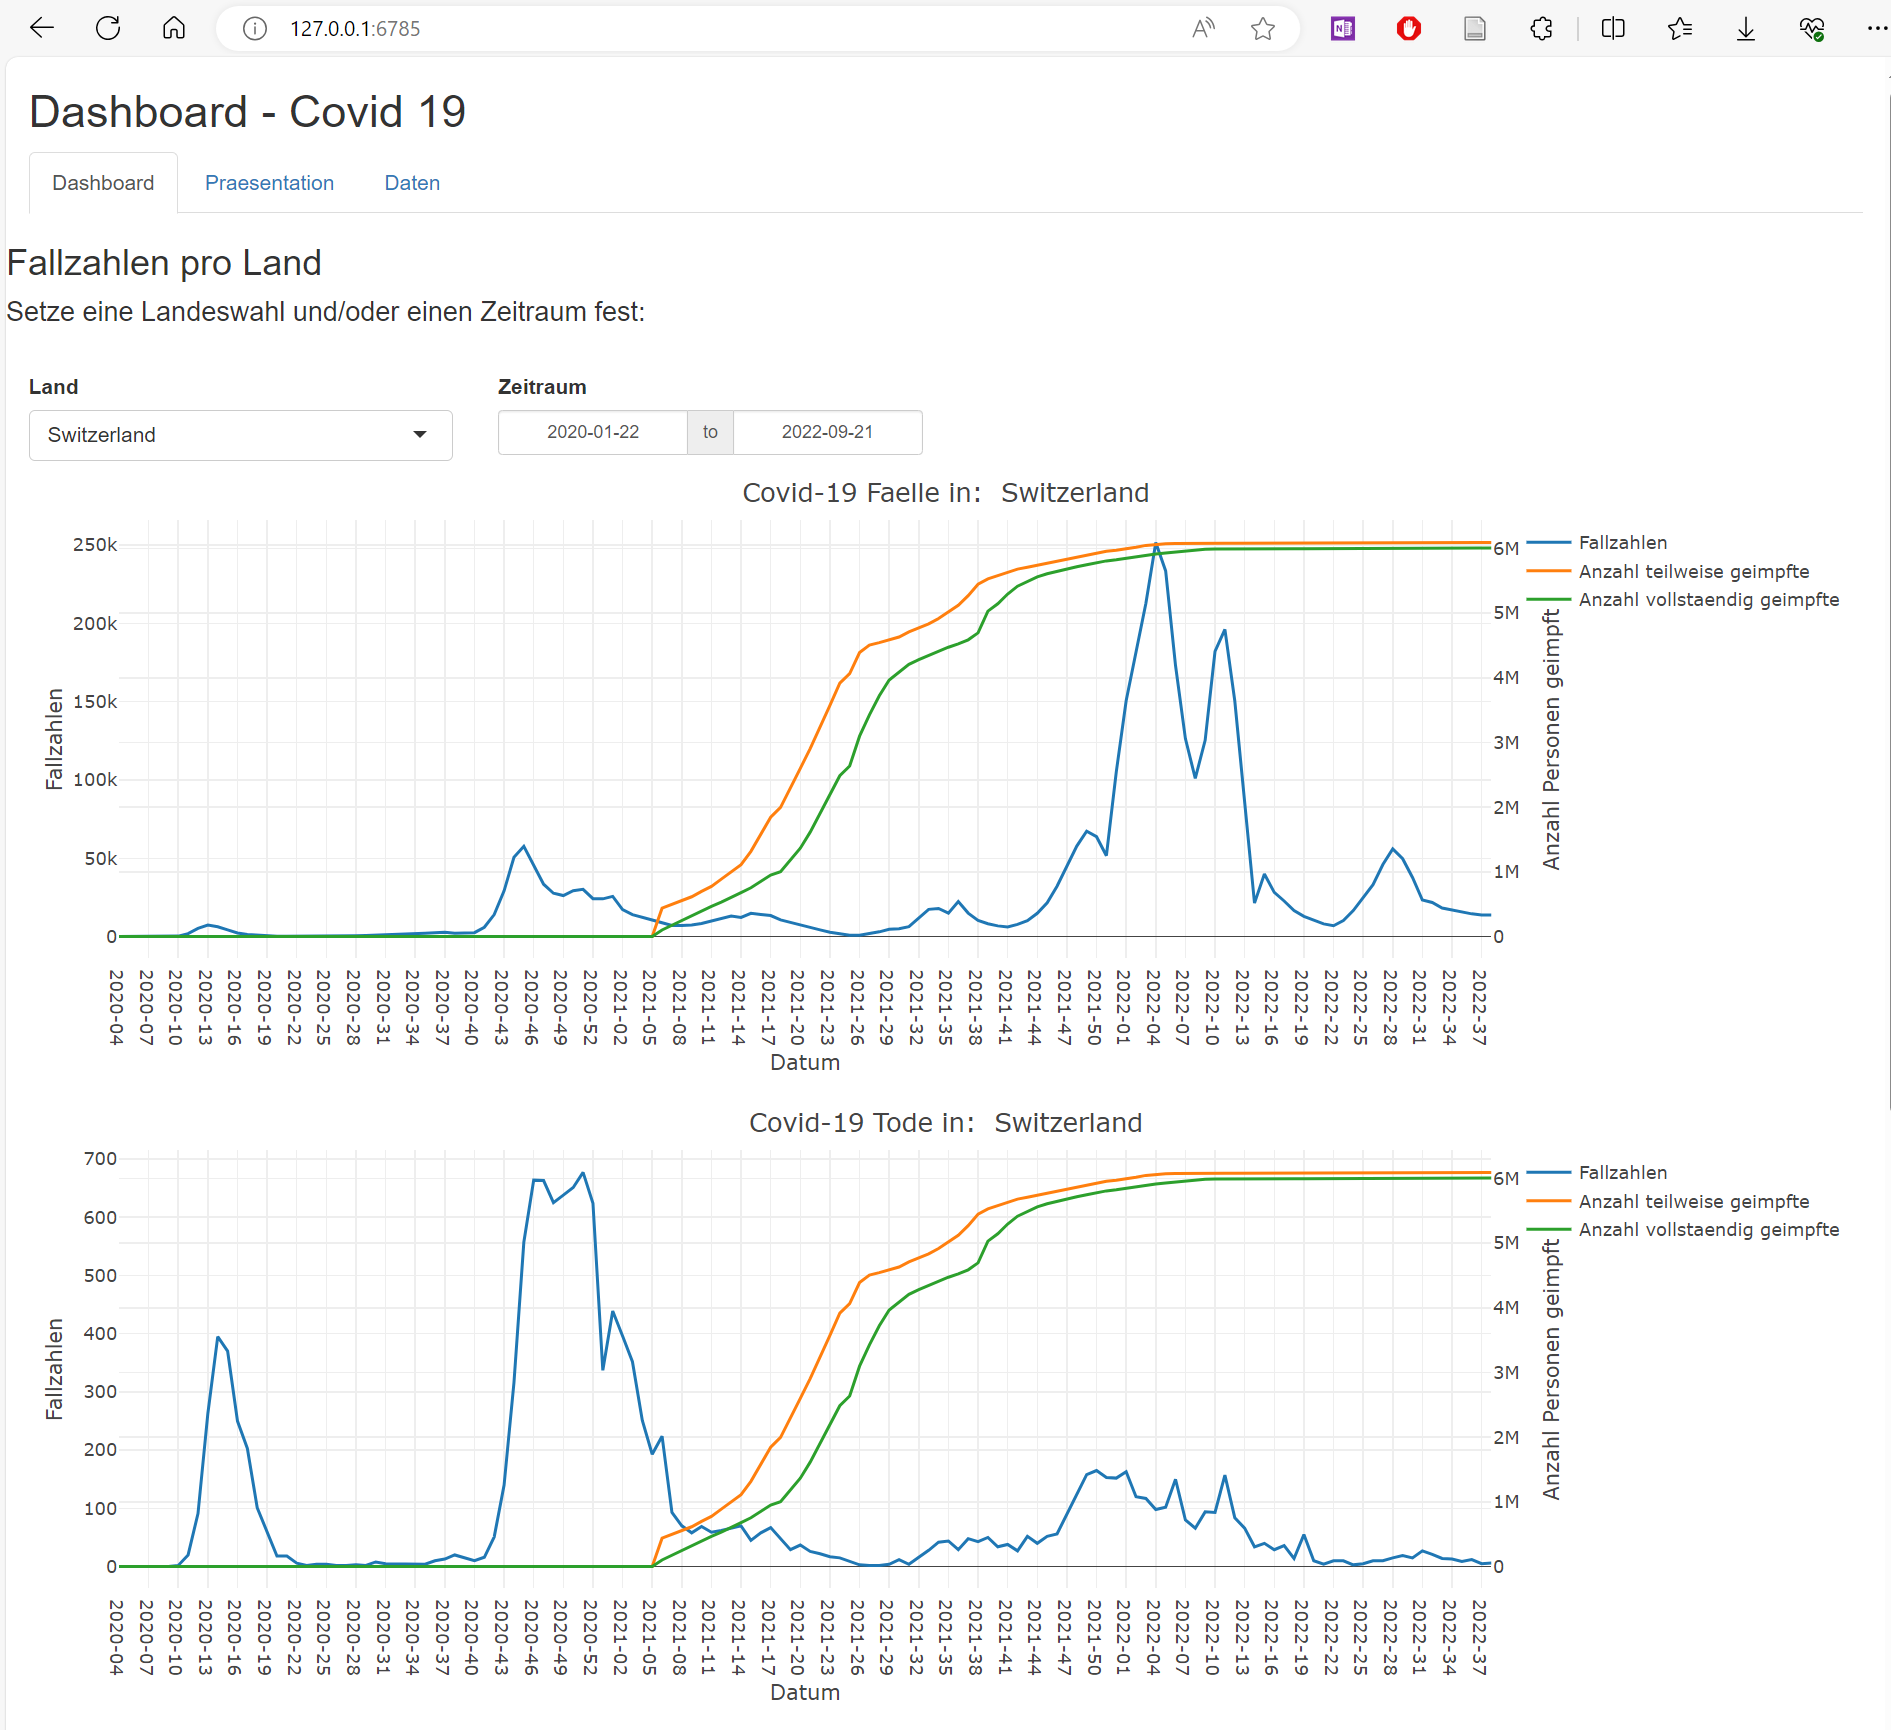 127.0.0.1:6785
Dashboard - Covid 19
Dashboard Praesentation Daten
Fallzahlen pro Land
Setze eine Landeswahl und/oder einen Zeitraum fest:
Land Zeitraum
Switzerland 2020-01-22 to 2022-09-21
Covid-19 Faelle in: Switzerland
250k
200k
150k
100k
50k
0
Fallzahlen
6M
5M
4M
3M
2M
1M
0
Anzahl Personen geimpft
Fallzahlen
Anzahl teilweise geimpfte
Anzahl vollstaendig geimpfte
2020-04 2020-07 2020-10 2020-13 2020-16 2020-19 2020-22 2020-25 2020-28 2020-31 2020-34 2020-37 2020-40 2020-43 2020-46 2020-49 2020-52 2021-02 2021-05 2021-08 2021-11 2021-14 2021-17 2021-20 2021-23 2021-26 2021-29 2021-32 2021-35 2021-38 2021-41 2021-44 2021-47 2021-50 2022-01 2022-04 2022-07 2022-10 2022-13 2022-16 2022-19 2022-22 2022-25 2022-28 2022-31 2022-34 2022-37
Datum
Covid-19 Tode in: Switzerland
700
600
500
400
300
200
100
0
Fallzahlen
6M
5M
4M
3M
2M
1M
0
Anzahl Personen geimpft
Fallzahlen
Anzahl teilweise geimpfte
Anzahl vollstaendig geimpfte
2020-04 2020-07 2020-10 2020-13 2020-16 2020-19 2020-22 2020-25 2020-28 2020-31 2020-34 2020-37 2020-40 2020-43 2020-46 2020-49 2020-52 2021-02 2021-05 2021-08 2021-11 2021-14 2021-17 2021-20 2021-23 2021-26 2021-29 2021-32 2021-35 2021-38 2021-41 2021-44 2021-47 2021-50 2022-01 2022-04 2022-07 2022-10 2022-13 2022-16 2022-19 2022-22 2022-25 2022-28 2022-31 2022-34 2022-37
Datum